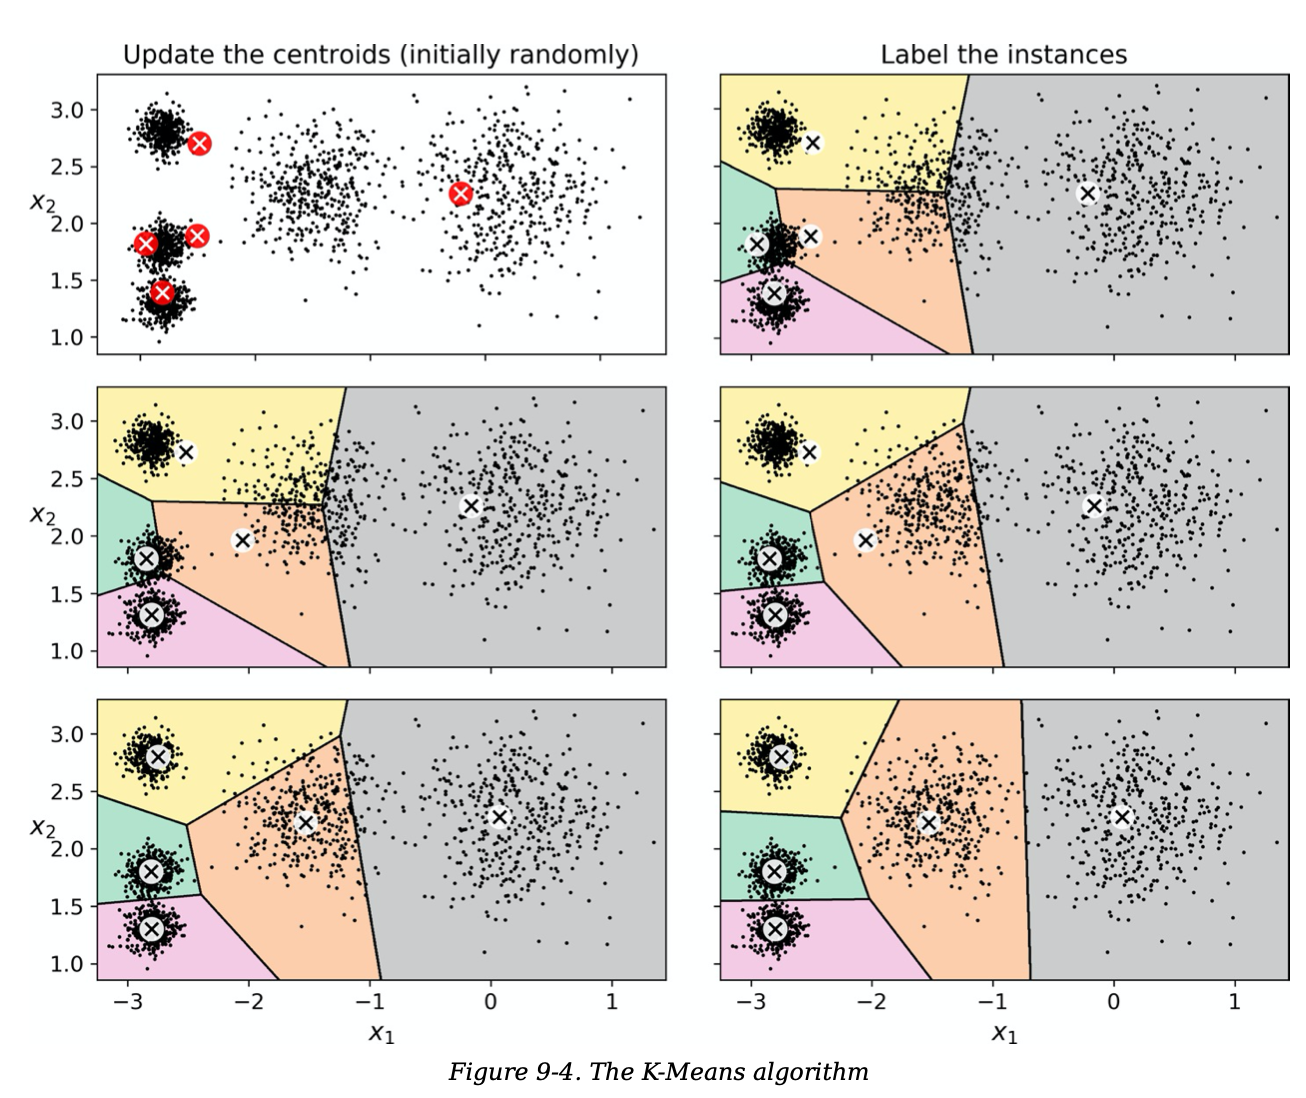 Update the centroids (initially randomly)
Label the instances
3.0
2.5
x2
2.0
1.5
1.0
3.0
2.5
x2
2.0
1.5
1.0
3.0
2.5
x2
2.0
1.5
1.0
−3 −2 −1 0 1
−3 −2 −1 0 1
x1
x1
Figure 9-4. The K-Means algorithm